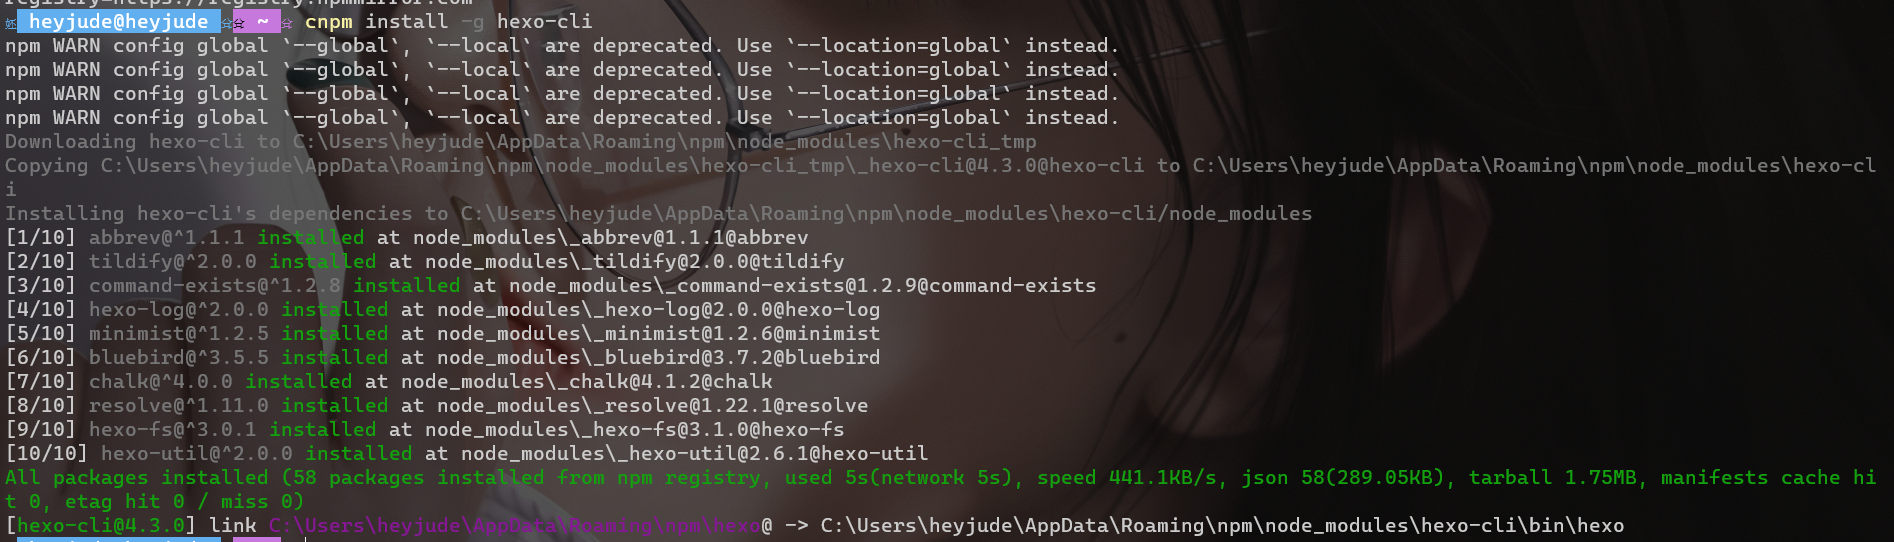 registry=https://registry.npmmirror.com
heyjude@heyjude ~ cnpm install -g hexo-cli
npm WARN config global `--global`, `--local` are deprecated. Use `--location=global` instead.
npm WARN config global `--global`, `--local` are deprecated. Use `--location=global` instead.
npm WARN config global `--global`, `--local` are deprecated. Use `--location=global` instead.
npm WARN config global `--global`, `--local` are deprecated. Use `--location=global` instead.
Downloading hexo-cli to C:\Users\heyjude\AppData\Roaming\npm\node_modules\hexo-cli_tmp
Copying C:\Users\heyjude\AppData\Roaming\npm\node_modules\hexo-cli_tmp\_hexo-cli@4.3.0@hexo-cli to C:\Users\heyjude\AppData\Roaming\npm\node_modules\hexo-cl
i
Installing hexo-cli's dependencies to C:\Users\heyjude\AppData\Roaming\npm\node_modules\hexo-cli/node_modules
[1/10] abbrev@^1.1.1 installed at node_modules\_abbrev@1.1.1@abbrev
[2/10] tildify@^2.0.0 installed at node_modules\_tildify@2.0.0@tildify
[3/10] command-exists@^1.2.8 installed at node_modules\_command-exists@1.2.9@command-exists
[4/10] hexo-log@^2.0.0 installed at node_modules\_hexo-log@2.0.0@hexo-log
[5/10] minimist@^1.2.5 installed at node_modules\_minimist@1.2.6@minimist
[6/10] bluebird@^3.5.5 installed at node_modules\_bluebird@3.7.2@bluebird
[7/10] chalk@^4.0.0 installed at node_modules\_chalk@4.1.2@chalk
[8/10] resolve@^1.11.0 installed at node_modules\_resolve@1.22.1@resolve
[9/10] hexo-fs@^3.0.1 installed at node_modules\_hexo-fs@3.1.0@hexo-fs
[10/10] hexo-util@^2.0.0 installed at node_modules\_hexo-util@2.6.1@hexo-util
All packages installed (58 packages installed from npm registry, used 5s(network 5s), speed 441.1KB/s, json 58(289.05KB), tarball 1.75MB, manifests cache hi
t 0, etag hit 0 / miss 0)
[hexo-cli@4.3.0] link C:\Users\heyjude\AppData\Roaming\npm\hexo@ -> C:\Users\heyjude\AppData\Roaming\npm\node_modules\hexo-cli\bin\hexo